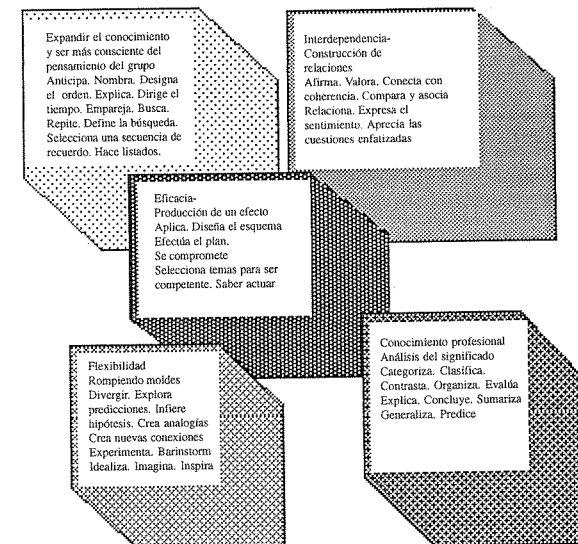 Expandir el conocimiento
y ser más consciente del
pensamiento del grupo
Anticipa. Nombra. Designa
el orden. Explica. Dirige el
tiempo. Empareja. Busca.
Repite. Define la búsqueda.
Selecciona una secuencia de
recuerdo. Hace listados.
Interdependencia-
Construcción de
relaciones
Afirma. Valora. Conecta con
coherencia. Compara y asocia
Relaciona. Expresa el
sentimiento. Aprecia las
cuestiones enfatizadas
Eficacia-
Producción de un efecto
Aplica. Diseña el esquema
Efectúa el plan.
Se compromete
Selecciona temas para ser
competente. Saber actuar
Flexibilidad
Rompiendo moldes
Divergir. Explora
predicciones. Infiere
hipótesis. Crea analogías
Crea nuevas conexiones
Experimenta. Barinstorm
Idealiza. Imagina. Inspira
Conocimiento profesional
Análisis del significado
Categoriza. Clasifica.
Contrasta. Organiza. Evalúa
Explica. Concluye. Sumariza
Generaliza. Predice